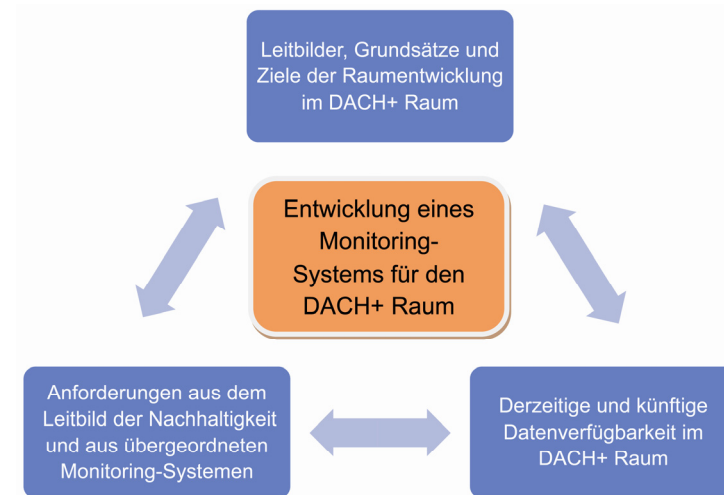 Leitbilder, Grundsätze und
Ziele der Raumentwicklung
im DACH+ Raum
Entwicklung eines
Monitoring-
Systems für den
DACH+ Raum
Anforderungen aus dem
Leitbild der Nachhaltigkeit
und aus übergeordneten
Monitoring-Systemen
Derzeitige und künftige
Datenverfügbarkeit im
DACH+ Raum